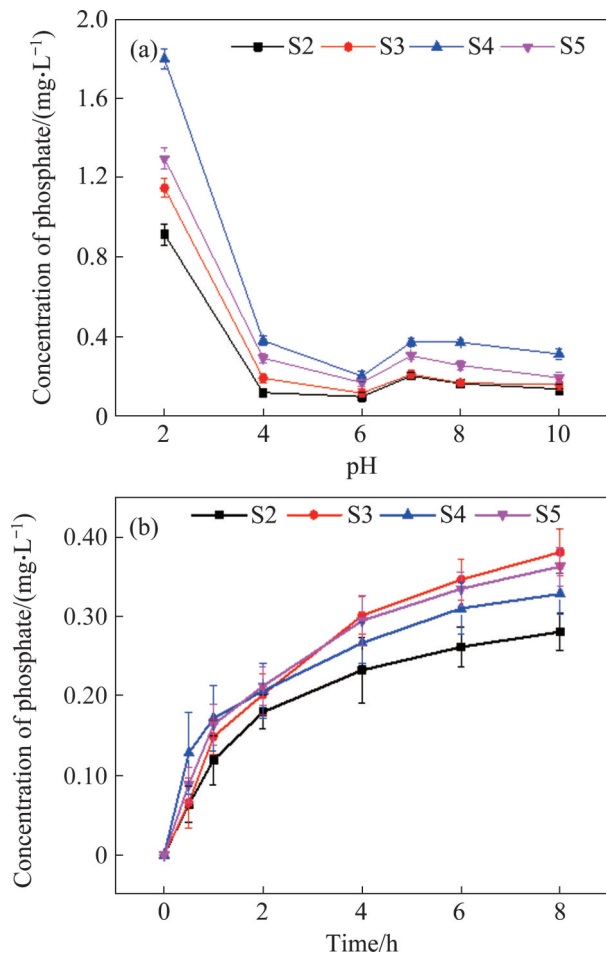 (a)
S2 S3 S4 S5
Concentration of phosphate/(mg·L⁻¹)
2.0
1.6
1.2
0.8
0.4
0
2 4 6 8 10
pH
(b)
S2 S3 S4 S5
Concentration of phosphate/(mg·L⁻¹)
0.40
0.30
0.20
0.10
0
0 2 4 6 8
Time/h